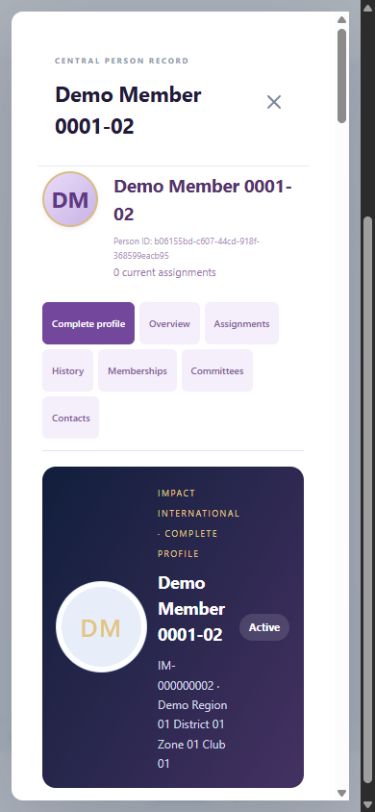 CENTRAL PERSON RECORD
Demo Member
0001-02
DM
Demo Member 0001-
02
Person ID: b06155bd-c607-44cd-918f-
368599eacb95
0 current assignments
Complete profile
Overview
Assignments
History
Memberships
Committees
Contacts
IMPACT
INTERNATIONAL
- COMPLETE
PROFILE
DM
Demo
Member
0001-02
Active
IM-
000000002 ·
Demo Region
01 District 01
Zone 01 Club
01